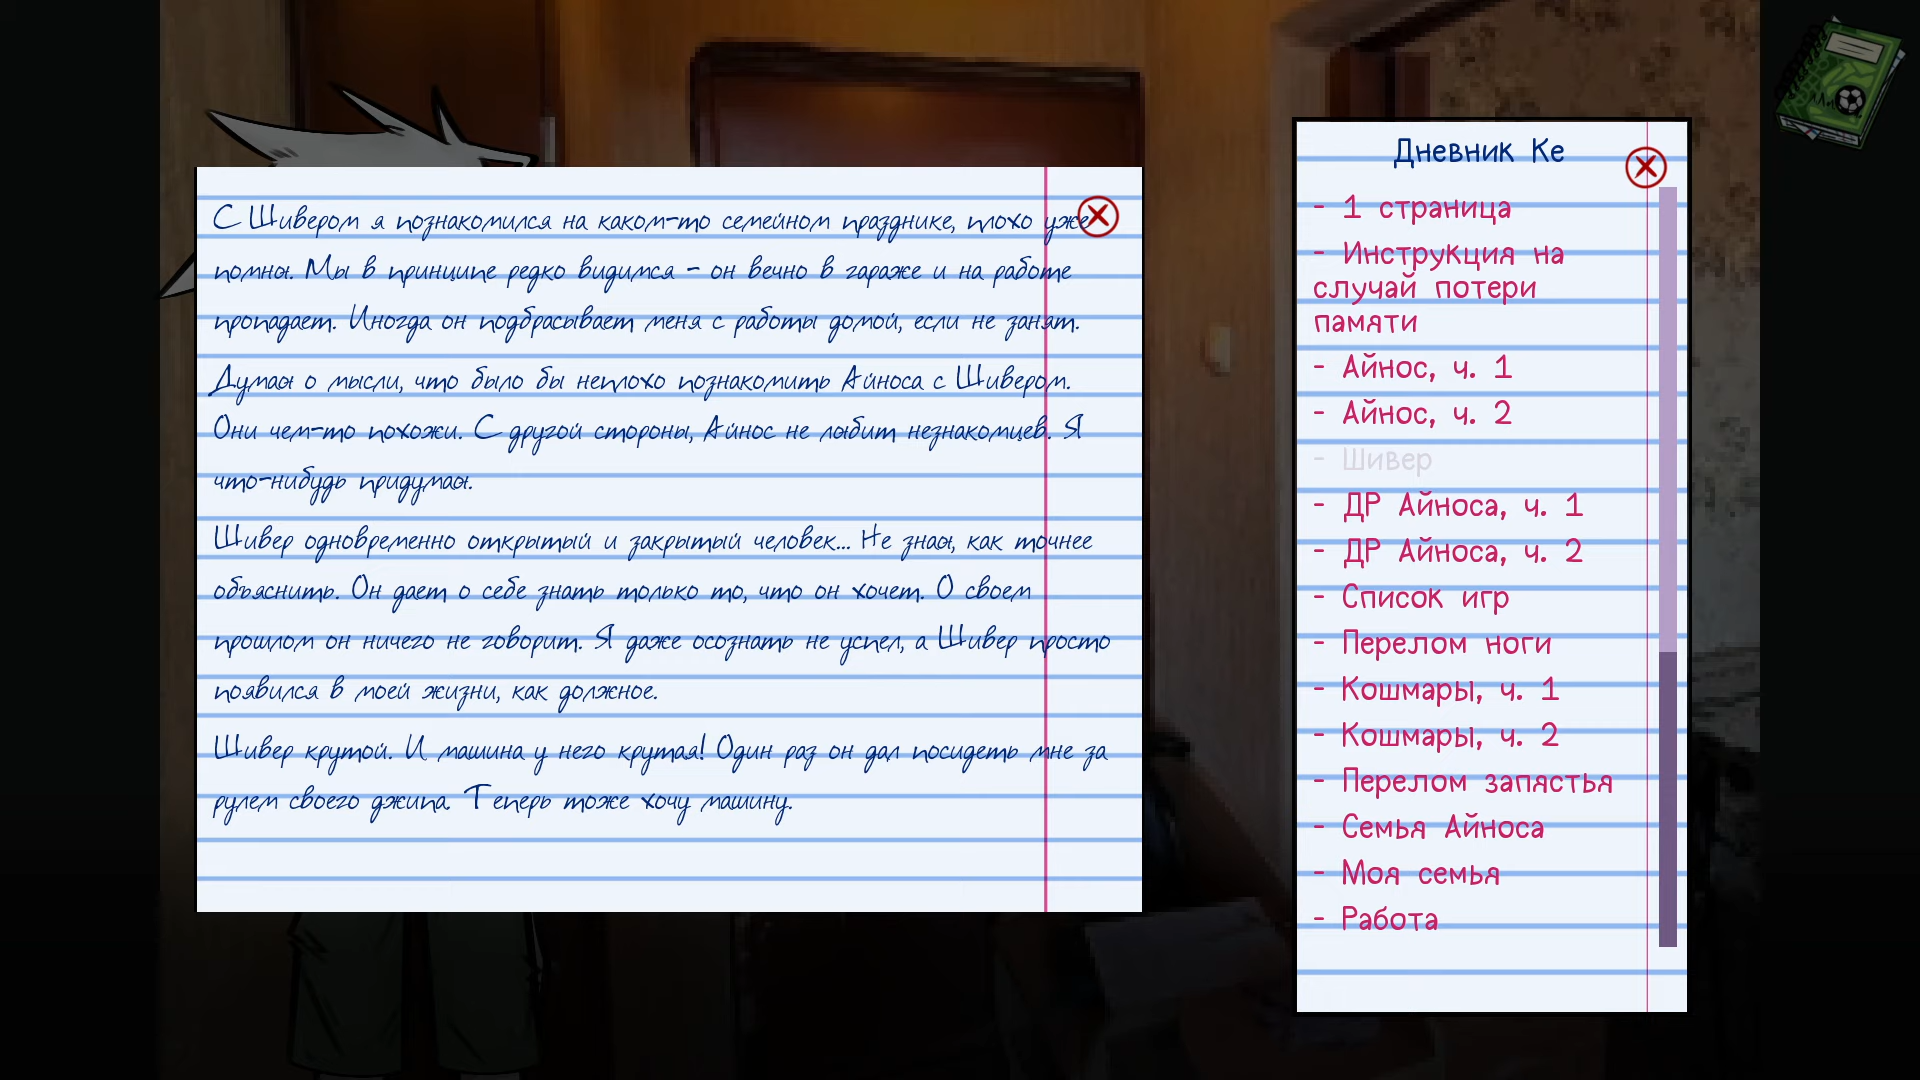 С Шивером я познакомился на каком-то семейном празднике, плохо уже
помню. Мы в принципе редко видимся - он вечно в гараже и на работе
пропадает. Иногда он подбрасывает меня с работы домой, если не занят.
Думаю о мысли, что было бы неплохо познакомить Айноса с Шивером.
Они чем-то похожи. С другой стороны, Айнос не любит незнакомцев. Я
что-нибудь придумаю.
Шивер одновременно открытый и закрытый человек... Не знаю, как точнее
объяснить. Он дает о себе знать только то, что он хочет. О своем
прошлом он ничего не говорит. Я даже осознать не успел, а Шивер просто
появился в моей жизни, как должное.
Шивер крутой. И машина у него крутая! Один раз он дал посидеть мне за
рулем своего джипа. Теперь тоже хочу машину.
Дневник Ке
- 1 страница
- Инструкция на
случай потери
памяти
- Айнос, ч. 1
- Айнос, ч. 2
- Шивер
- ДР Айноса, ч. 1
- ДР Айноса, ч. 2
- Список игр
- Перелом ноги
- Кошмары, ч. 1
- Кошмары, ч. 2
- Перелом запястья
- Семья Айноса
- Моя семья
- Работа